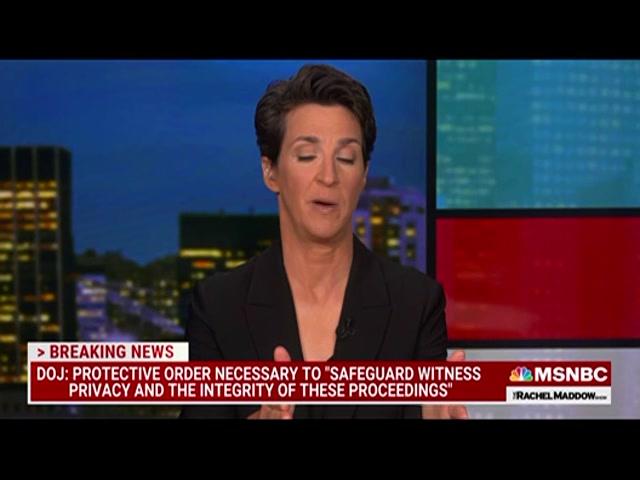 > BREAKING NEWS
DOJ: PROTECTIVE ORDER NECESSARY TO "SAFEGUARD WITNESS
PRIVACY AND THE INTEGRITY OF THESE PROCEEDINGS"
MSNBC
THE RACHEL MADDOW SHOW